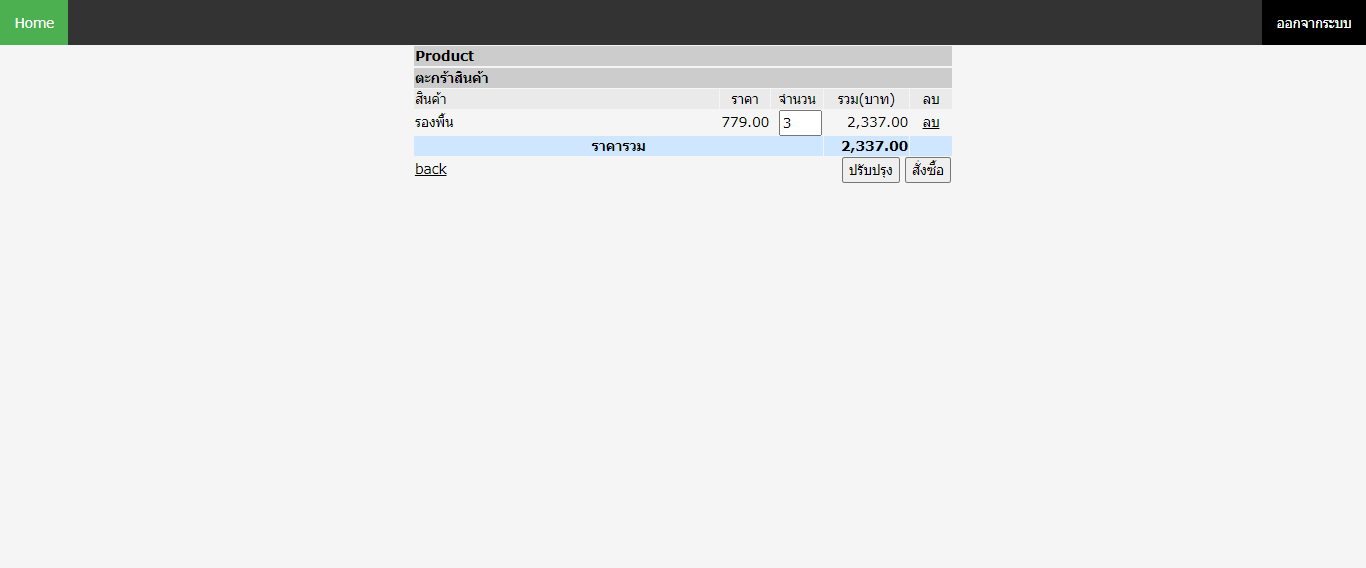 Home ออกจากระบบ
Product
ตะกร้าสินค้า
สินค้า ราคา จำนวน รวม(บาท) ลบ
รองพื้น 779.00 3 2,337.00 ลบ
ราคารวม 2,337.00
back ปรับปรุง สั่งซื้อ